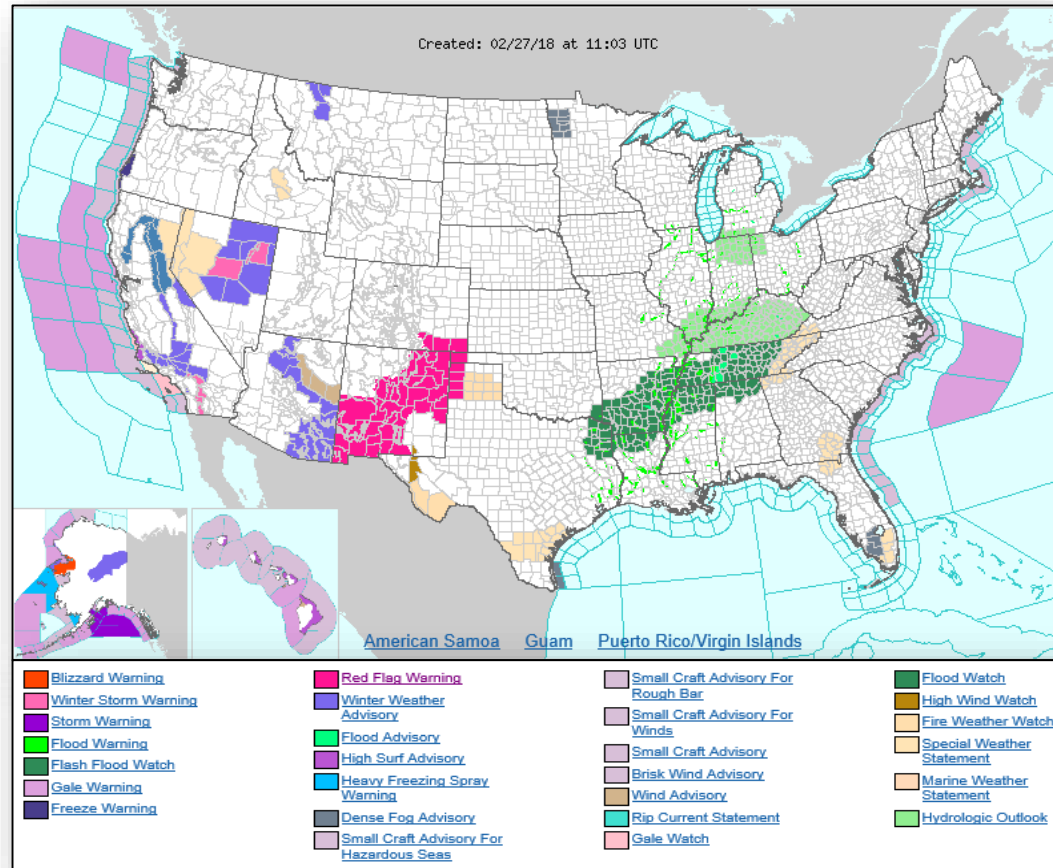 Created: 02/27/18 at 11:03 UTC
American Samoa Guam Puerto Rico/Virgin Islands
Blizzard Warning
Winter Storm Warning
Storm Warning
Flood Warning
Flash Flood Watch
Gale Warning
Freeze Warning
Red Flag Warning
Winter Weather
Advisory
Flood Advisory
High Surf Advisory
Heavy Freezing Spray
Warning
Dense Fog Advisory
Small Craft Advisory For
Hazardous Seas
Small Craft Advisory For
Rough Bar
Small Craft Advisory For
Winds
Small Craft Advisory
Brisk Wind Advisory
Wind Advisory
Rip Current Statement
Gale Watch
Flood Watch
High Wind Watch
Fire Weather Watch
Special Weather
Statement
Marine Weather
Statement
Hydrologic Outlook